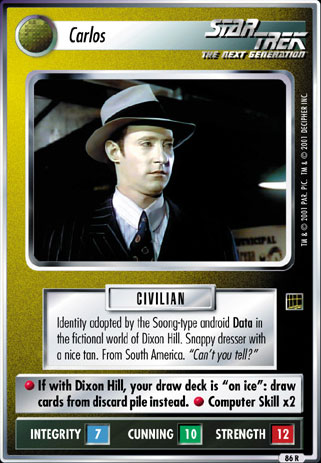 Carlos
STAR TREK
THE NEXT GENERATION
TM & © 2001 PAR. PIC. TM & © 2001 DECIPHER INC.
CIVILIAN
Identity adopted by the Soong-type android Data in
the fictional world of Dixon Hill. Snappy dresser with
a nice tan. From South America. "Can't you tell?"
If with Dixon Hill, your draw deck is "on ice": draw
cards from discard pile instead. Computer Skill x2
INTEGRITY 7 CUNNING 10 STRENGTH 12
86 R